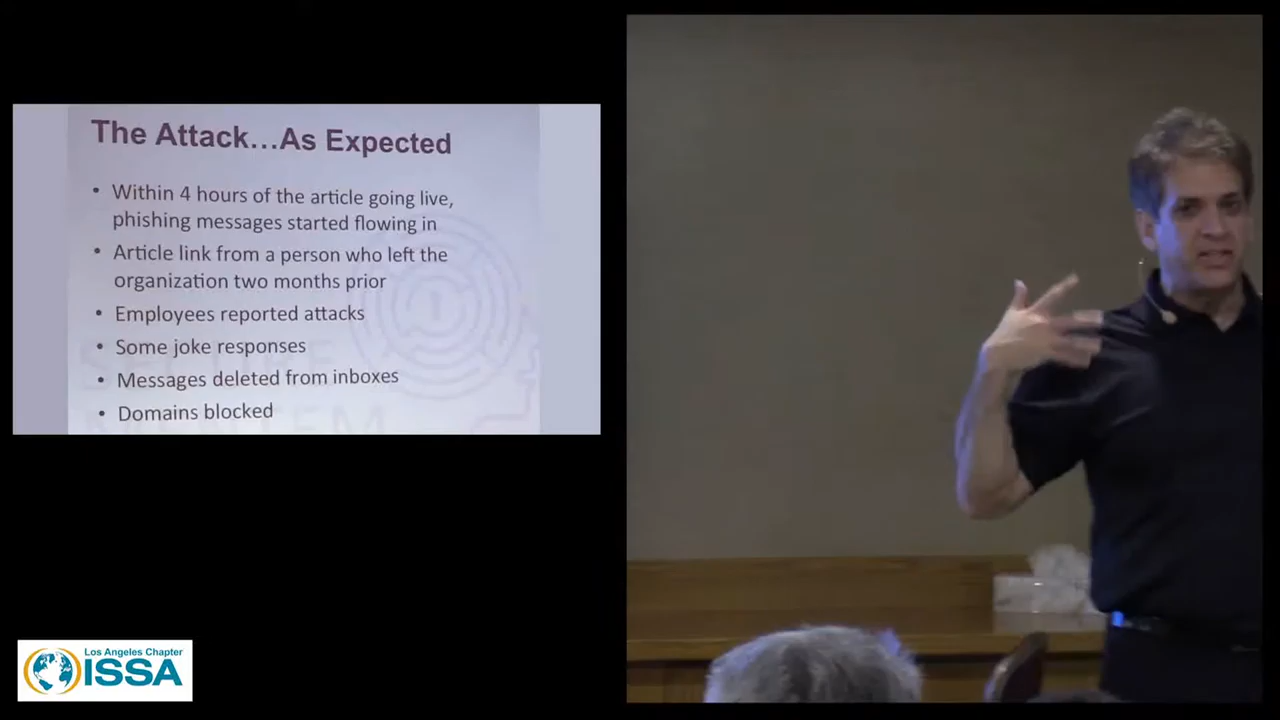 The Attack...As Expected
• Within 4 hours of the article going live,
phishing messages started flowing in
• Article link from a person who left the
organization two months prior
• Employees reported attacks
• Some joke responses
• Messages deleted from inboxes
• Domains blocked
Los Angeles Chapter
ISSA